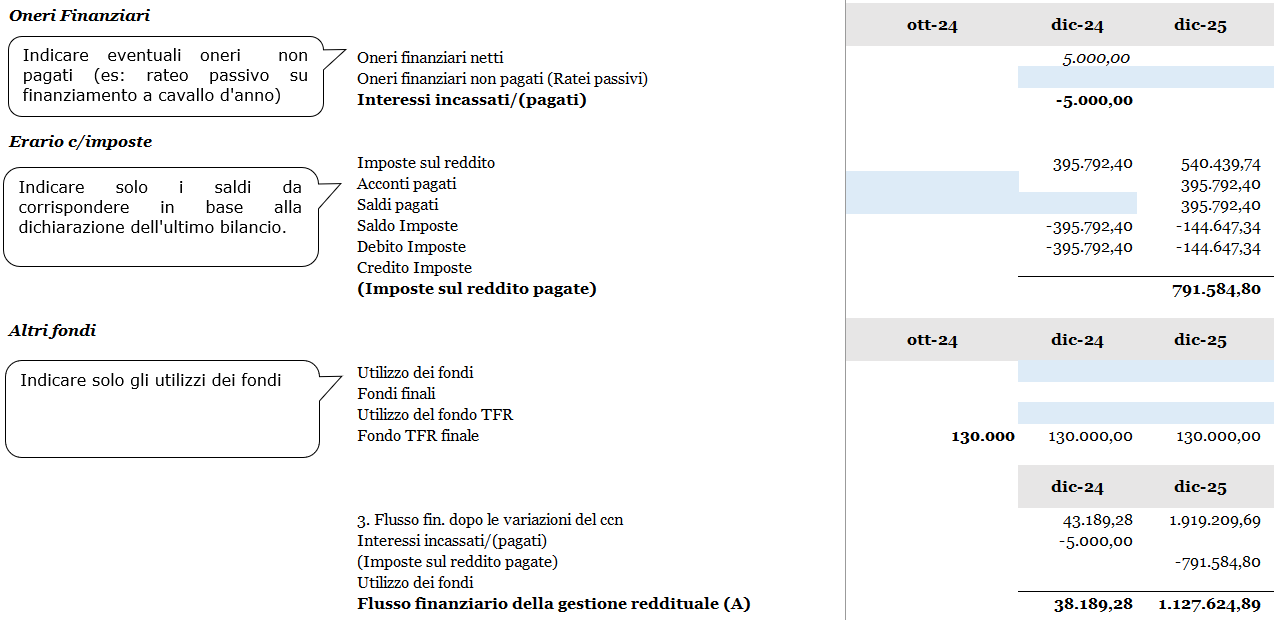 Oneri Finanziari
ott-24 dic-24 dic-25
Indicare eventuali oneri non
pagati (es: rateo passivo su
finanziamento a cavallo d'anno)
Oneri finanziari netti 5.000,00
Oneri finanziari non pagati (Ratei passivi)
Interessi incassati/(pagati) -5.000,00
Erario c/imposte
Indicare solo i saldi da
corrispondere in base alla
dichiarazione dell'ultimo bilancio.
Imposte sul reddito 395.792,40 540.439,74
Acconti pagati 395.792,40
Saldi pagati 395.792,40
Saldo Imposte -395.792,40 -144.647,34
Debito Imposte -395.792,40 -144.647,34
Credito Imposte
(Imposte sul reddito pagate) 791.584,80
Altri fondi
ott-24 dic-24 dic-25
Indicare solo gli utilizzi dei fondi
Utilizzo dei fondi
Fondi finali
Utilizzo del fondo TFR
Fondo TFR finale 130.000 130.000,00 130.000,00
dic-24 dic-25
3. Flusso fin. dopo le variazioni del ccn 43.189,28 1.919.209,69
Interessi incassati/(pagati) -5.000,00
(Imposte sul reddito pagate) -791.584,80
Utilizzo dei fondi
Flusso finanziario della gestione reddituale (A) 38.189,28 1.127.624,89